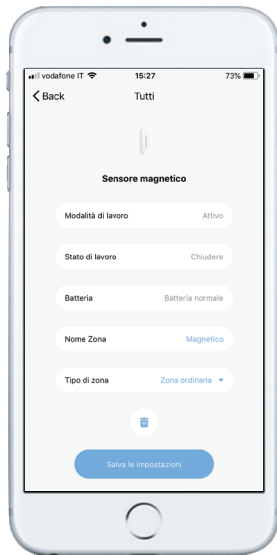 vodafone IT 15:27 73%
Back Tutti
Sensore magnetico
Modalità di lavoro Attivo
Stato di lavoro Chiudere
Batteria Batteria normale
Nome Zona Magnetico
Tipo di zona Zona ordinaria
Salva le impostazioni